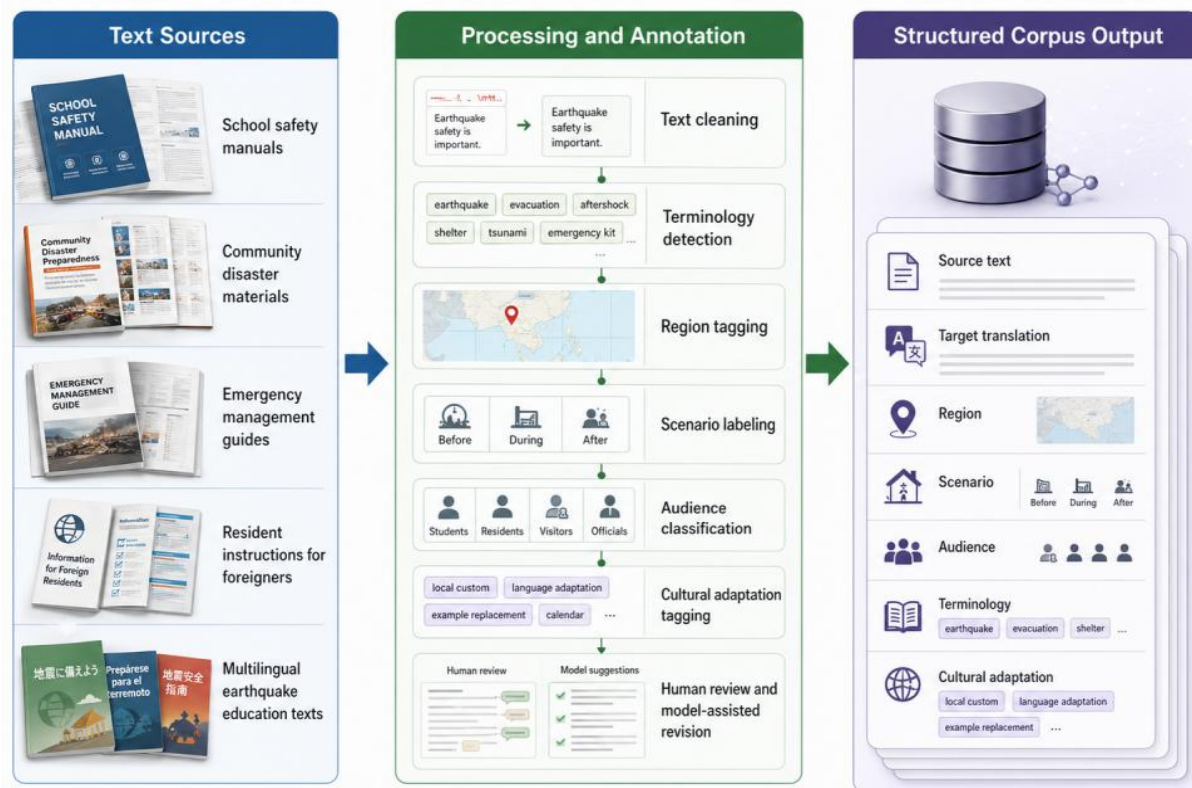 Text Sources
SCHOOL
SAFETY
MANUAL
School safety
manuals
Community
Disaster
Preparedness
Community
disaster
materials
EMERGENCY
MANAGEMENT
GUIDE
Emergency
management
guides
Information
for Foreign
Residents
Resident
instructions for
foreigners
地震に備えよう
Prepárese
para el
terremoto
地震安全
指南
Multilingual
earthquake
education texts
Processing and Annotation
Earthquake
safety is
important.
Earthquake
safety is
important.
Text cleaning
earthquake evacuation aftershock
shelter tsunami emergency kit ...
...
Terminology
detection
Region tagging
Before During After
Scenario labeling
Students Residents Visitors Officials
Audience
classification
local custom language adaptation
example replacement calendar ...
Cultural adaptation
tagging
Human review Model suggestions
Human review and
model-assisted
revision
Structured Corpus Output
Source text
A 文
Target translation
Region
Scenario
Before During After
Audience
Terminology
earthquake evacuation shelter ...
Cultural adaptation
local custom language adaptation
example replacement ...